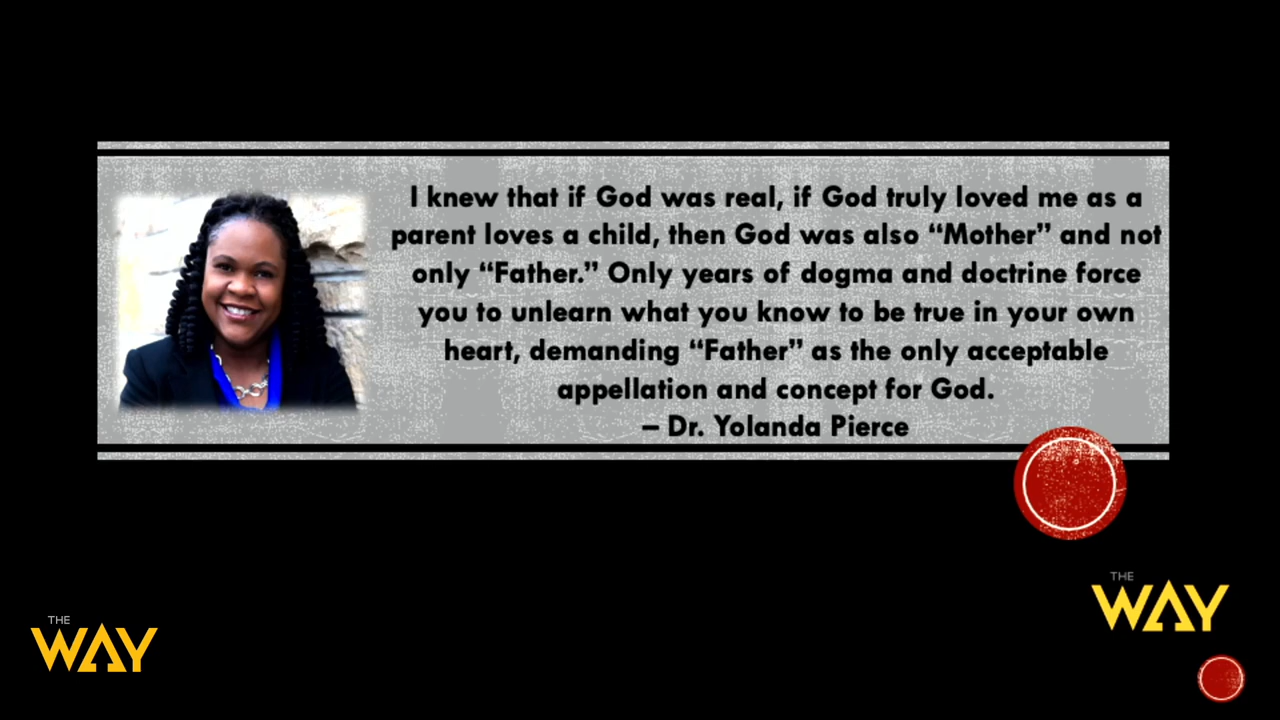 I knew that if God was real, if God truly loved me as a
parent loves a child, then God was also “Mother” and not
only “Father.” Only years of dogma and doctrine force
you to unlearn what you know to be true in your own
heart, demanding “Father” as the only acceptable
appellation and concept for God.
– Dr. Yolanda Pierce
THE
WAY
THE
WAY